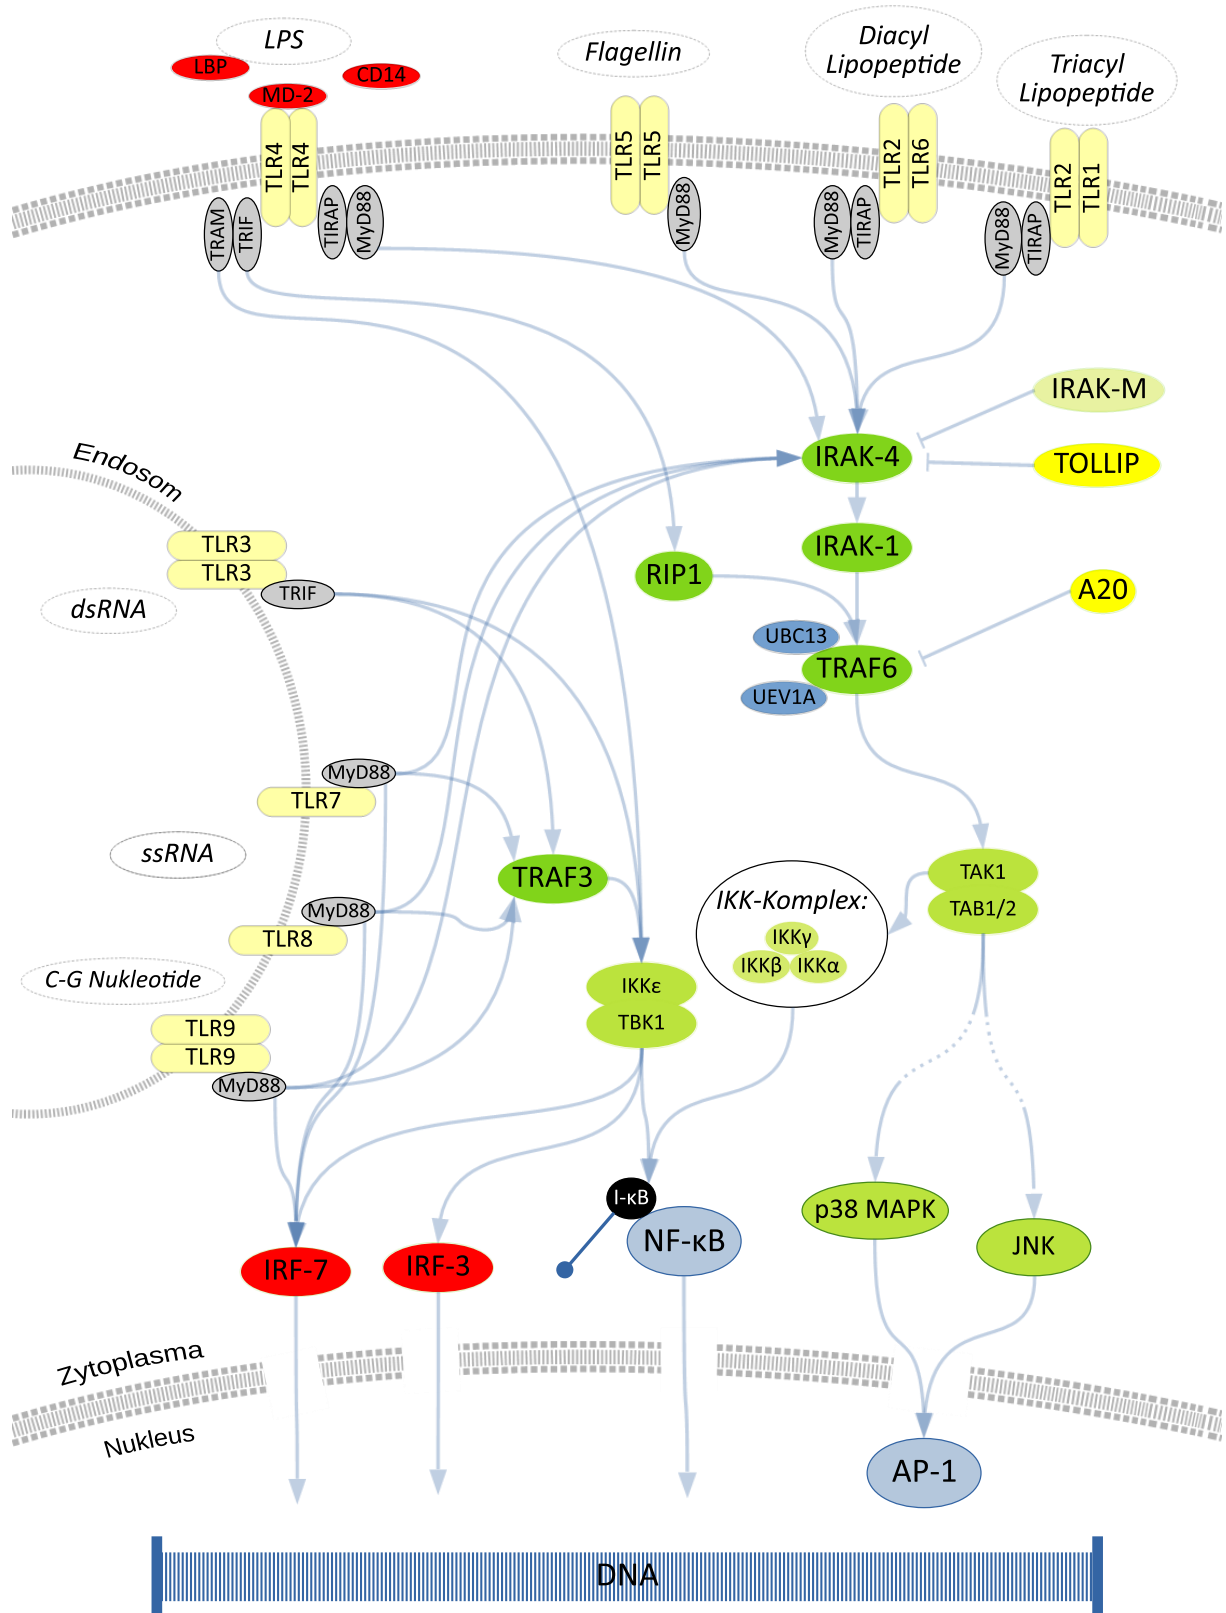 LPS
LBP
CD14
MD-2
TLR4
TLR4
TRAM
TRIF
TIRAP
MyD88
Flagellin
TLR5
TLR5
MyD88
Diacyl
Lipopeptide
TLR2
TLR6
MyD88
TIRAP
Triacyl
Lipopeptide
TLR2
TLR1
MyD88
TIRAP
IRAK-M
IRAK-4
TOLLIP
Endosom
TLR3
TLR3
TRIF
dsRNA
IRAK-1
RIP1
A20
UBC13
TRAF6
UEV1A
MyD88
TLR7
ssRNA
TRAF3
MyD88
TLR8
IKK-Komplex:
IKKγ
IKKβ
IKKα
TAK1
TAB1/2
C-G Nukleotide
TLR9
TLR9
MyD88
IKKε
TBK1
I-κB
NF-κB
p38 MAPK
JNK
IRF-7
IRF-3
Zytoplasma
Nukleus
AP-1
DNA